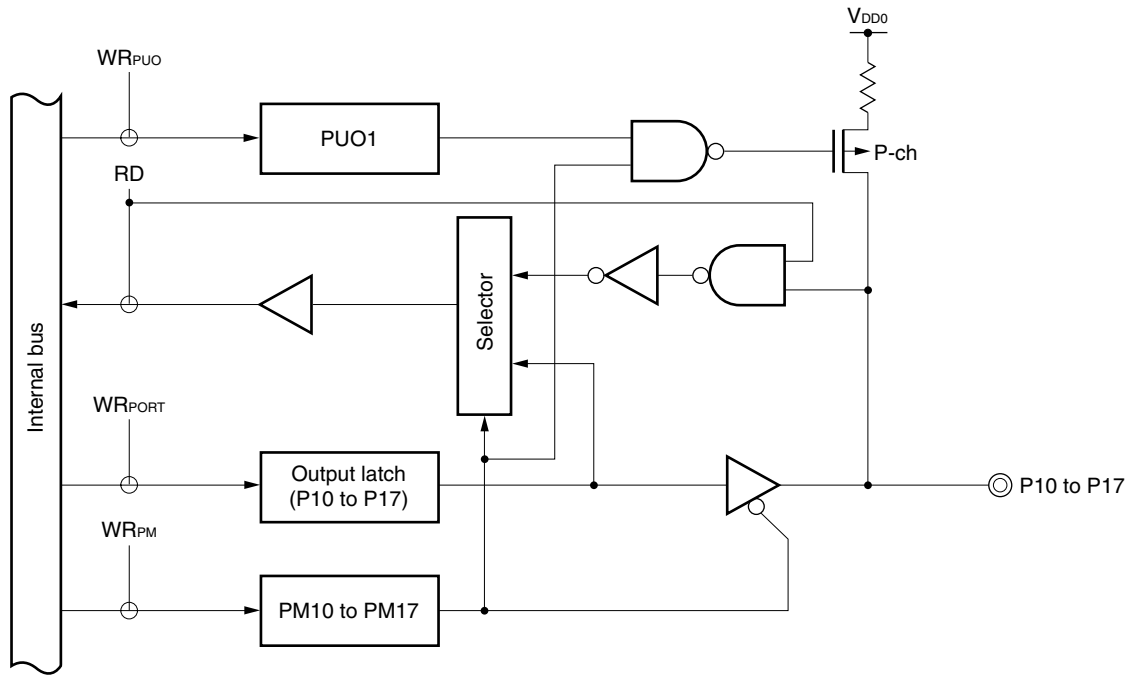 VDD0
WRPUO
PUO1
P-ch
RD
Selector
Internal bus
WRPORT
Output latch
(P10 to P17)
P10 to P17
WRPM
PM10 to PM17